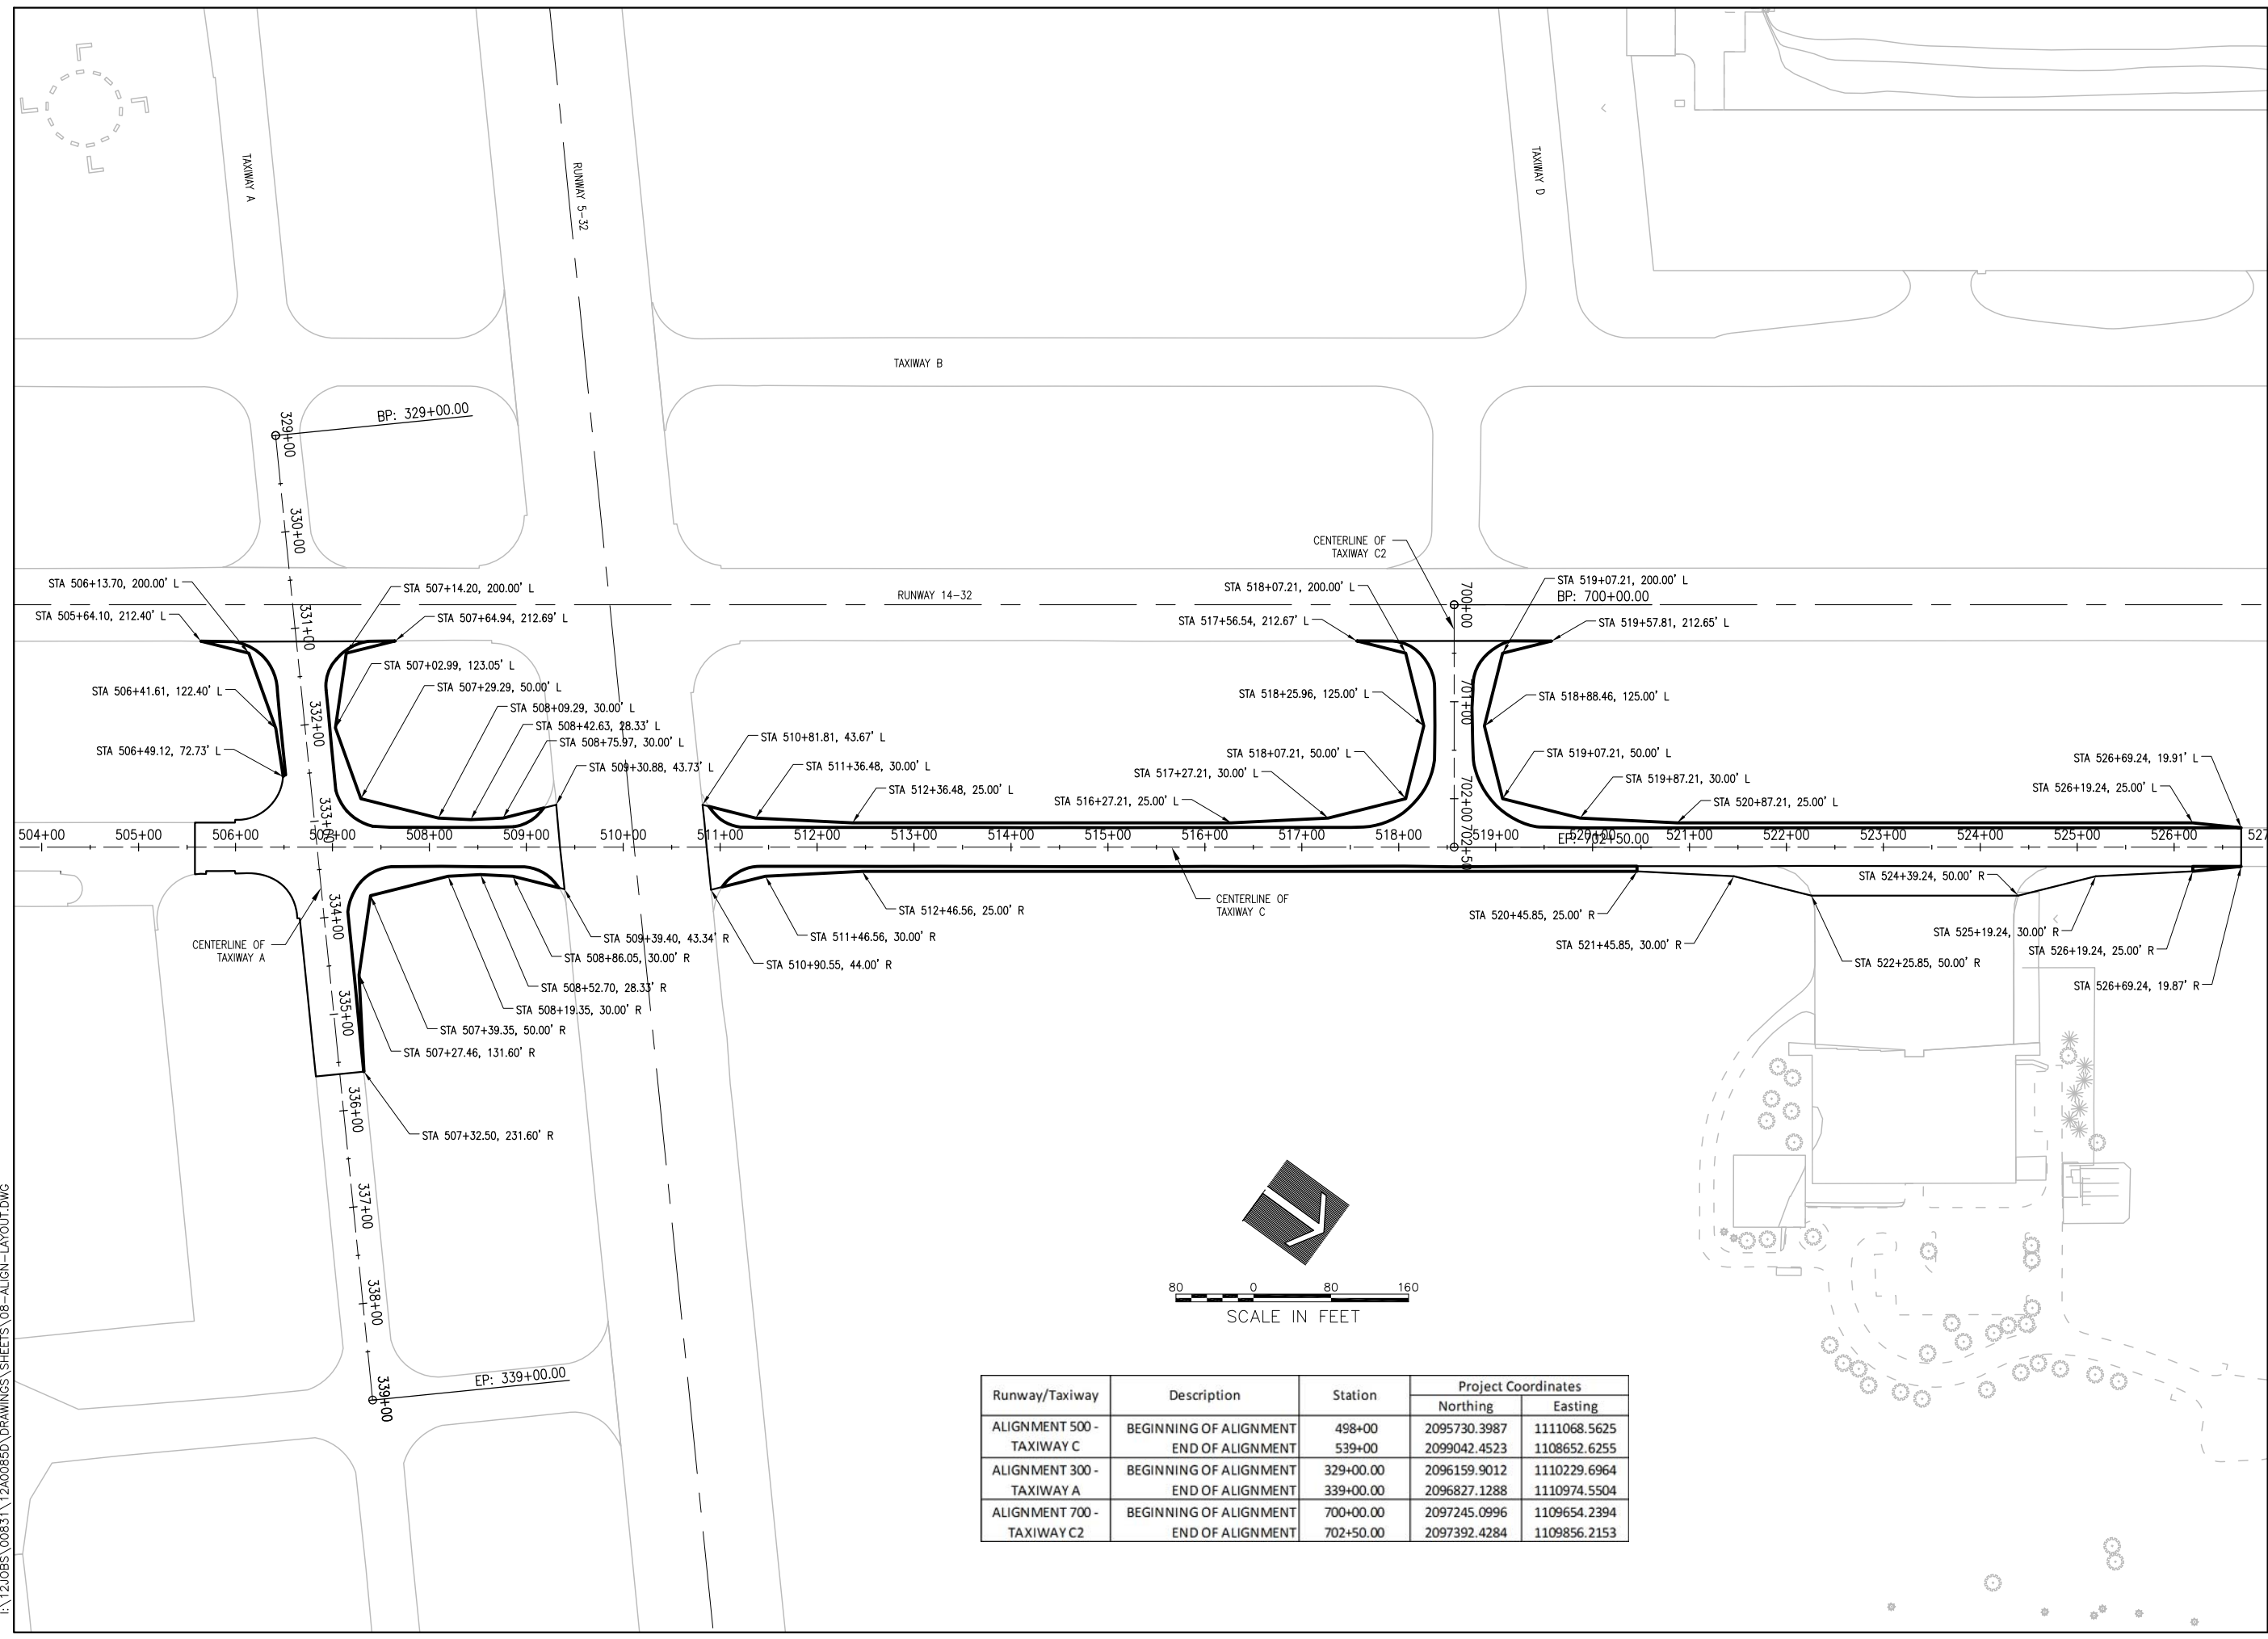 TAXIWAY A
RUNWAY 5-32
TAXIWAY D
TAXIWAY B
329+00
BP: 329+00.00
330+00
331+00
332+00
333+00
334+00
335+00
336+00
337+00
338+00
339+00
EP: 339+00.00
CENTERLINE OF
TAXIWAY C2
RUNWAY 14-32
700+00
BP: 700+00.00
701+00
702+00
702+50
EP: 702+50.00
STA 506+13.70, 200.00' L
STA 505+64.10, 212.40' L
STA 507+14.20, 200.00' L
STA 507+64.94, 212.69' L
STA 507+02.99, 123.05' L
STA 507+29.29, 50.00' L
STA 506+41.61, 122.40' L
STA 508+09.29, 30.00' L
STA 508+42.63, 28.33' L
STA 508+75.97, 30.00' L
STA 506+49.12, 72.73' L
STA 509+30.88, 43.73' L
STA 510+81.81, 43.67' L
STA 511+36.48, 30.00' L
STA 512+36.48, 25.00' L
STA 518+07.21, 200.00' L
STA 517+56.54, 212.67' L
STA 519+07.21, 200.00' L
STA 519+57.81, 212.65' L
STA 518+25.96, 125.00' L
STA 518+88.46, 125.00' L
STA 518+07.21, 50.00' L
STA 517+27.21, 30.00' L
STA 516+27.21, 25.00' L
STA 519+07.21, 50.00' L
STA 519+87.21, 30.00' L
STA 520+87.21, 25.00' L
STA 526+69.24, 19.91' L
STA 526+19.24, 25.00' L
504+00
505+00
506+00
507+00
508+00
509+00
510+00
511+00
512+00
513+00
514+00
515+00
516+00
517+00
518+00
519+00
520+00
521+00
522+00
523+00
524+00
525+00
526+00
527
CENTERLINE OF
TAXIWAY A
CENTERLINE OF
TAXIWAY C
STA 509+39.40, 43.34' R
STA 508+86.05, 30.00' R
STA 508+52.70, 28.33' R
STA 508+19.35, 30.00' R
STA 507+39.35, 50.00' R
STA 507+27.46, 131.60' R
STA 507+32.50, 231.60' R
STA 512+46.56, 25.00' R
STA 511+46.56, 30.00' R
STA 510+90.55, 44.00' R
STA 520+45.85, 25.00' R
STA 521+45.85, 30.00' R
STA 522+25.85, 50.00' R
STA 524+39.24, 50.00' R
STA 525+19.24, 30.00' R
STA 526+19.24, 25.00' R
STA 526+69.24, 19.87' R
80 0 80 160
SCALE IN FEET
Runway/Taxiway Description Station Project Coordinates
Northing Easting
ALIGNMENT 500 - BEGINNING OF ALIGNMENT 498+00 2095730.3987 1111068.5625
TAXIWAY C END OF ALIGNMENT 539+00 2099042.4523 1108652.6255
ALIGNMENT 300 - BEGINNING OF ALIGNMENT 329+00.00 2096159.9012 1110229.6964
TAXIWAY A END OF ALIGNMENT 339+00.00 2096827.1288 1110974.5504
ALIGNMENT 700 - BEGINNING OF ALIGNMENT 700+00.00 2097245.0996 1109654.2394
TAXIWAY C2 END OF ALIGNMENT 702+50.00 2097392.4284 1109856.2153
I:\12JOBS\00831\12A0085D\DRAWINGS\SHEETS\08-ALIGN-LAYOUT.DWG